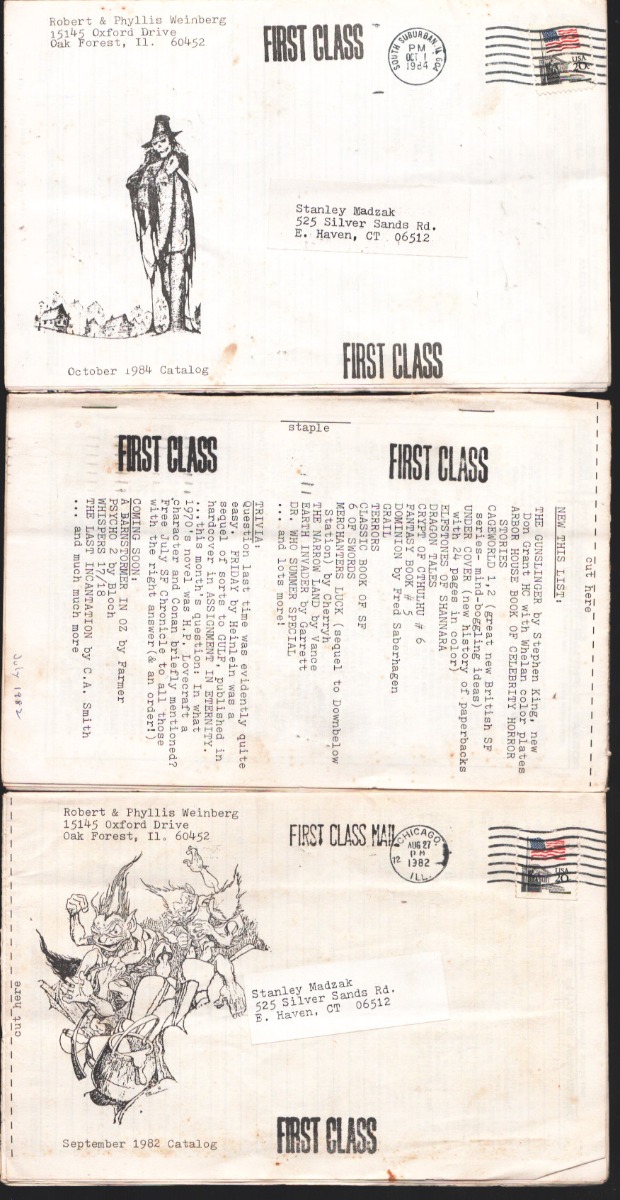 Robert & Phyllis Weinberg
15145 Oxford Drive
Oak Forest, Il. 60452
FIRST CLASS
SOUTH SUBURBAN, IL 604
PM
OCT 1
1984
USA
20c
Stanley Madzak
525 Silver Sands Rd.
E. Haven, CT 06512
October 1984 Catalog
FIRST CLASS
staple
FIRST CLASS
FIRST CLASS
cut here
NEW THIS LIST:
THE GUNSLINGER by Stephen King, new
Don Grant HC with Whelan color plates
ARBOR HOUSE BOOK OF CELEBRITY HORROR
STORIES
CAGEWORLD 1, 2 (great new British SF
series- mind-boggling ideas)
UNDER COVER (new history of paperbacks
with 24 pages in color)
ELFSTONES OF SHANNARA
DRAGON TALES
CRYPT OF CTHULHU # 6
FANTASY BOOK # 5
DOMINION by Fred Saberhagen
GRAIL
TERRORS
CLASSIC BOOK OF SF
6 OF SWORDS
MERCHANTERS LUCK (sequel to Downbelow
Station) by Cherryh
THE NARROW LAND by Vance
EARTH INVADER by Garrett
DR. WHO SUMMER SPECIAL
... and lots more!
TRIVIA:
Question last time was evidently quite
easy. FRIDAY by Heinlein was a
sequel of sorts to GULF, published in
hardcover in ASSIGNMENT IN ETERNITY.
...this month's question: In what
1970's novel was H.P. Lovecraft a
character and Conan briefly mentioned?
Free July SF Chronicle to all those
with the right answer (& an order!)
COMING SOON:
A BARNSTORMER IN OZ by Farmer
PSYCHO 2 by Bloch
WHISPERS 17/18
THE LAST INCANTATION by C.A. Smith
... and much much more
July 1982
Robert & Phyllis Weinberg
15145 Oxford Drive
Oak Forest, Il. 60452
FIRST CLASS MAIL
CHICAGO,
AUG 27
PM
12 1982
ILL.
USA
20c
cut here
Stanley Madzak
525 Silver Sands Rd.
E. Haven, CT 06512
September 1982 Catalog
FIRST CLASS